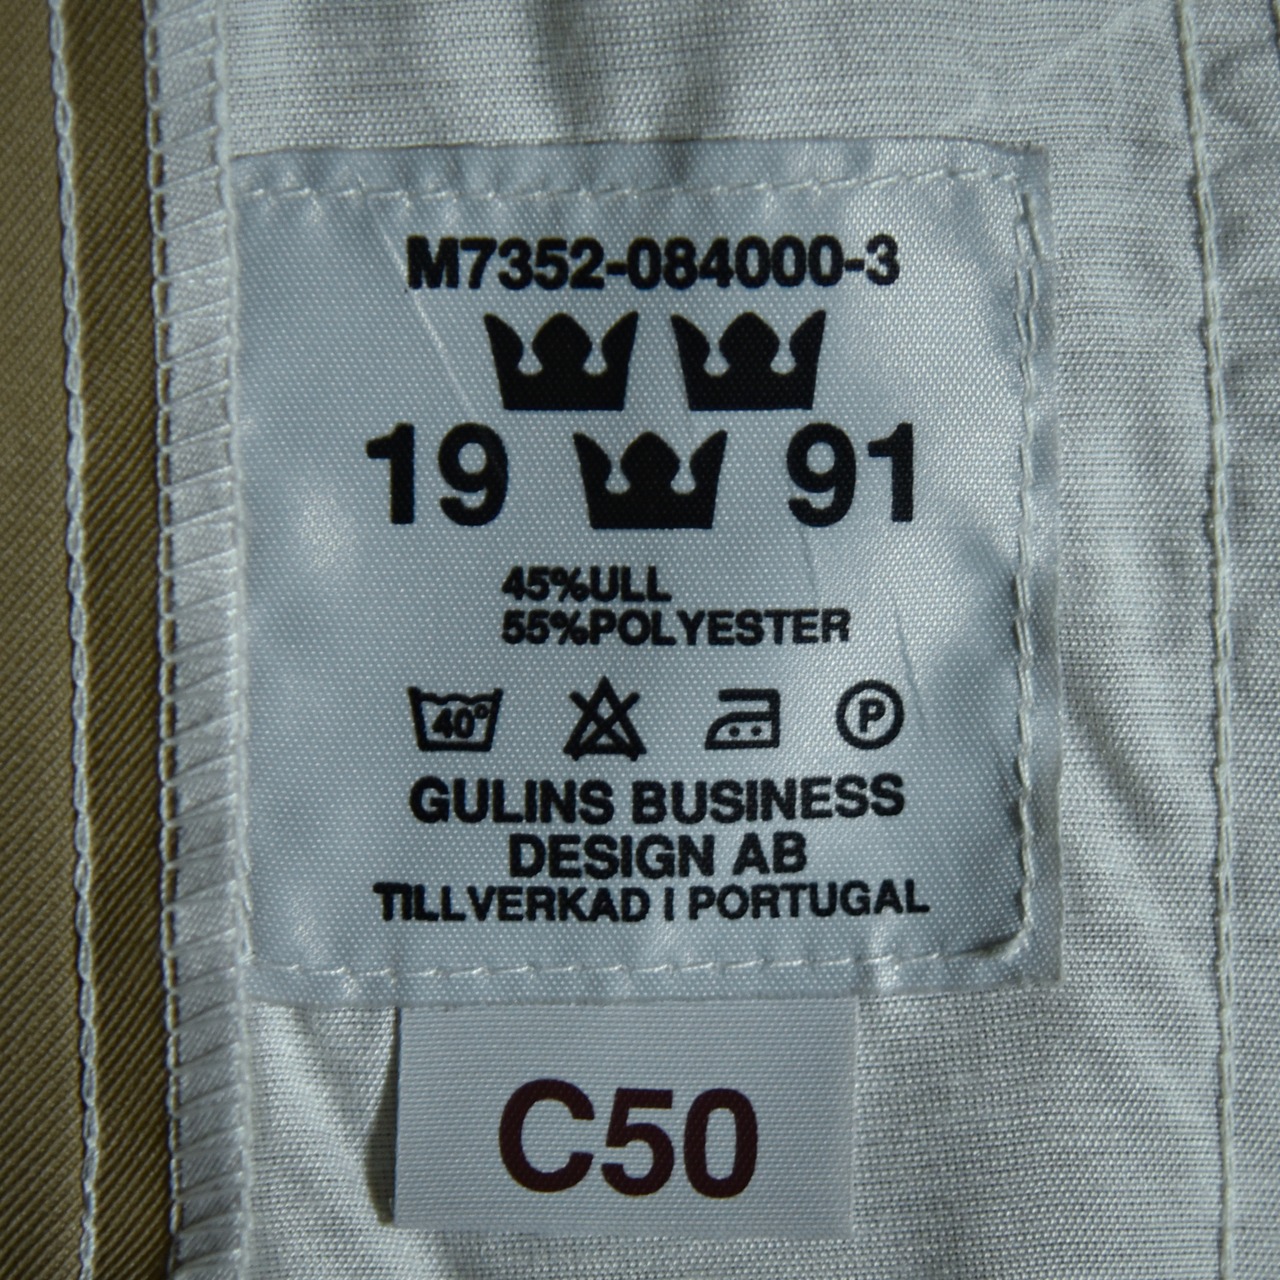 M7352-084000-3
19 91
45%ULL
55%POLYESTER
40° P
GULINS BUSINESS
DESIGN AB
TILLVERKAD I PORTUGAL
C50